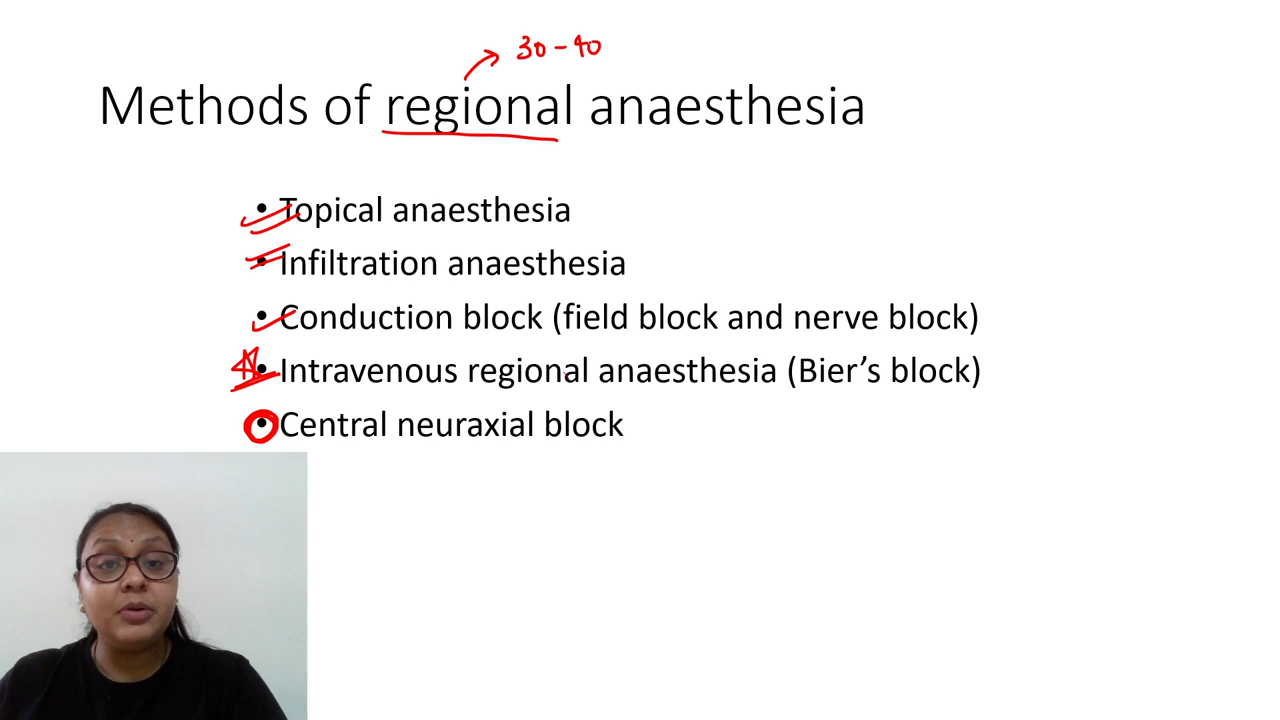 30-40
Methods of regional anaesthesia
• Topical anaesthesia
• Infiltration anaesthesia
• Conduction block (field block and nerve block)
• Intravenous regional anaesthesia (Bier’s block)
• Central neuraxial block